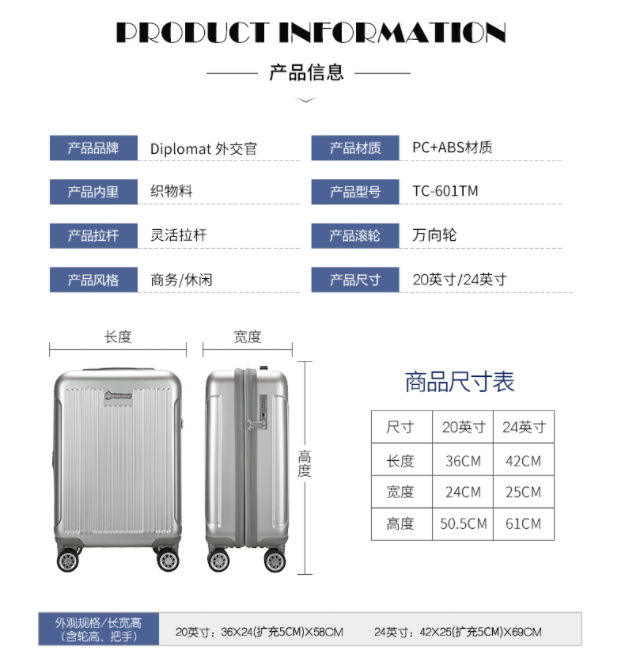 PRODUCT INFORMATION
产品信息
产品品牌 Diplomat 外交官 产品材质 PC+ABS材质
产品内里 织物料 产品型号 TC-601TM
产品拉杆 灵活拉杆 产品滚轮 万向轮
产品风格 商务/休闲 产品尺寸 20英寸/24英寸
长度 宽度
高度
商品尺寸表
尺寸 20英寸 24英寸
长度 36CM 42CM
宽度 24CM 25CM
高度 50.5CM 61CM
外观规格/长宽高
(含轮高、把手)
20英寸：36X24(扩充5CM)X58CM 24英寸：42X25(扩充5CM)X69CM